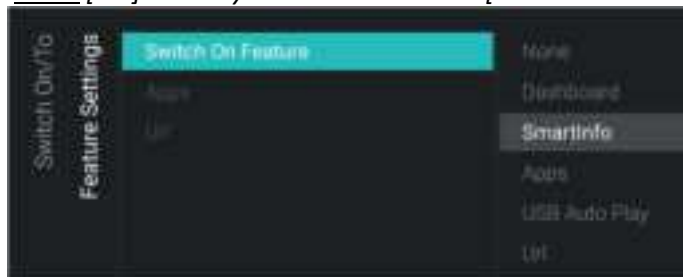 Switch On/To
Feature Settings
Switch On Feature
Apps
Url
None
Dashboard
SmartInfo
Apps
USB Auto Play
Url